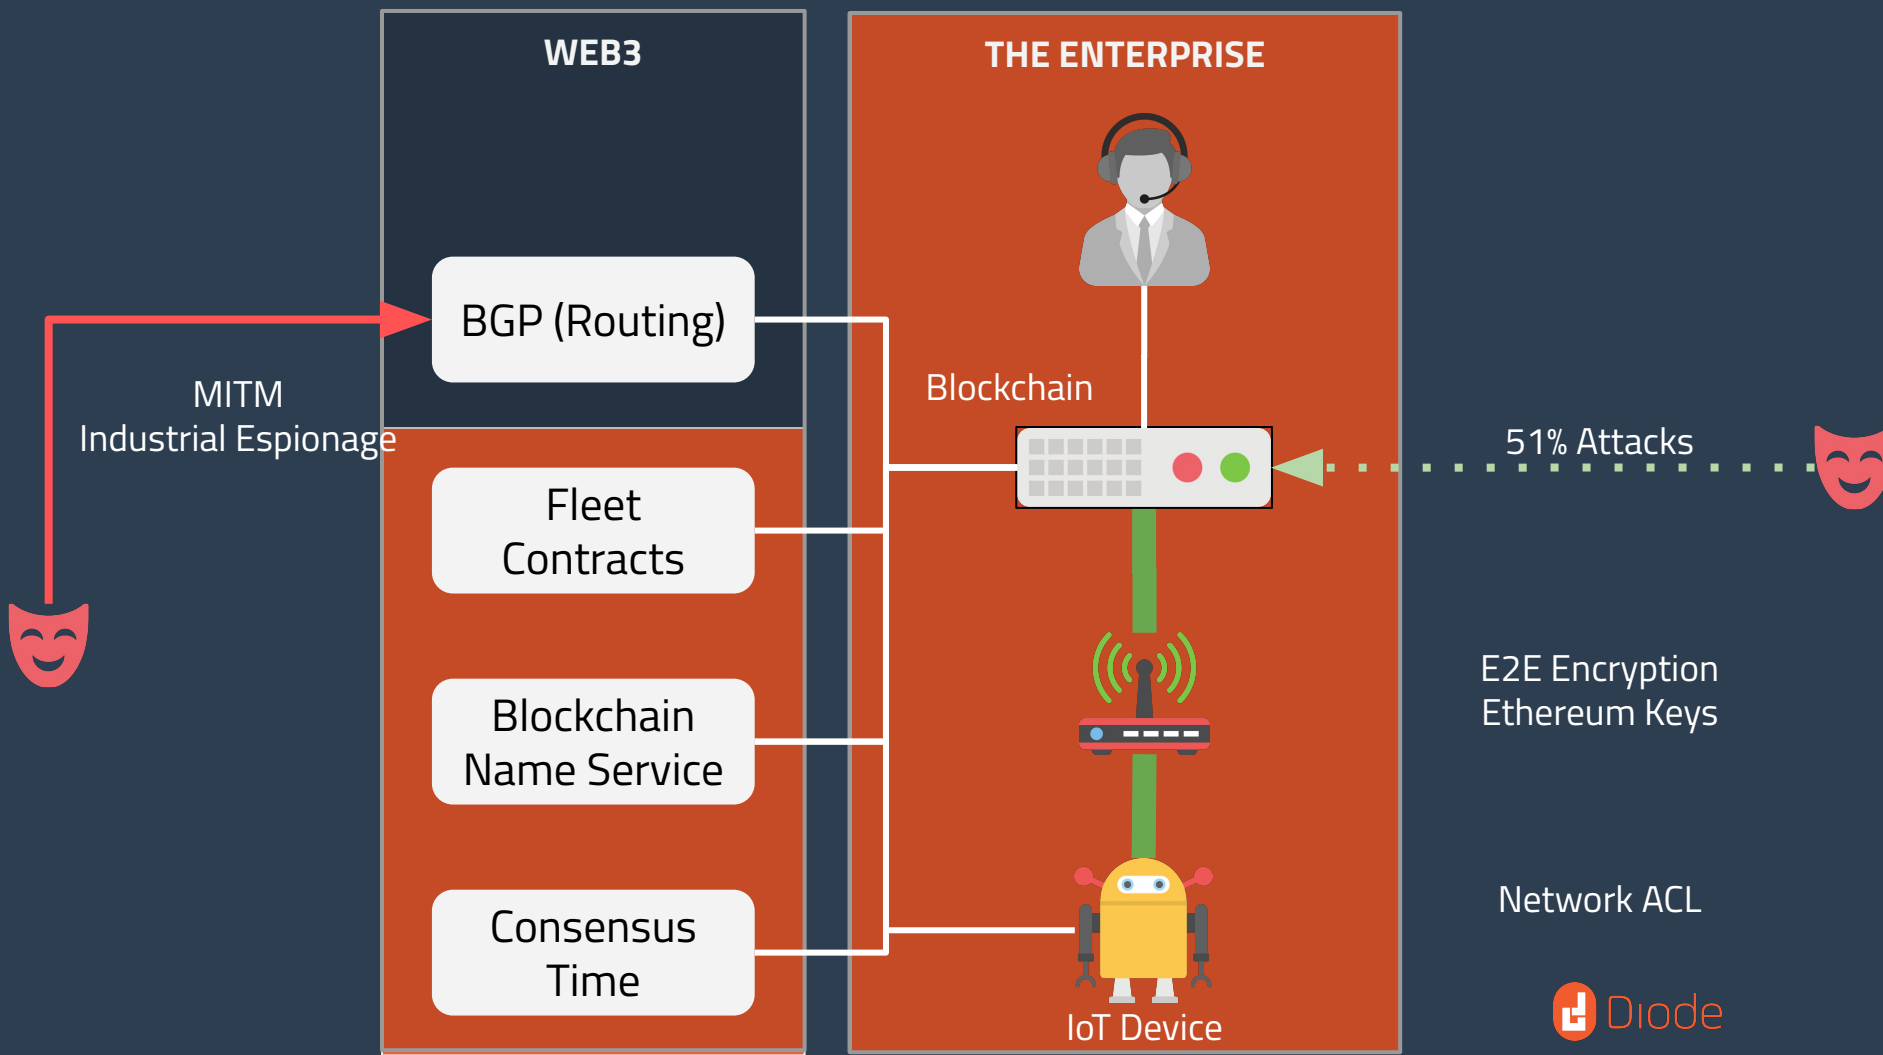 WEB3
THE ENTERPRISE
BGP (Routing)
MITM
Industrial Espionage
Blockchain
51% Attacks
Fleet
Contracts
E2E Encryption
Ethereum Keys
Blockchain
Name Service
Network ACL
Consensus
Time
IoT Device
Diode